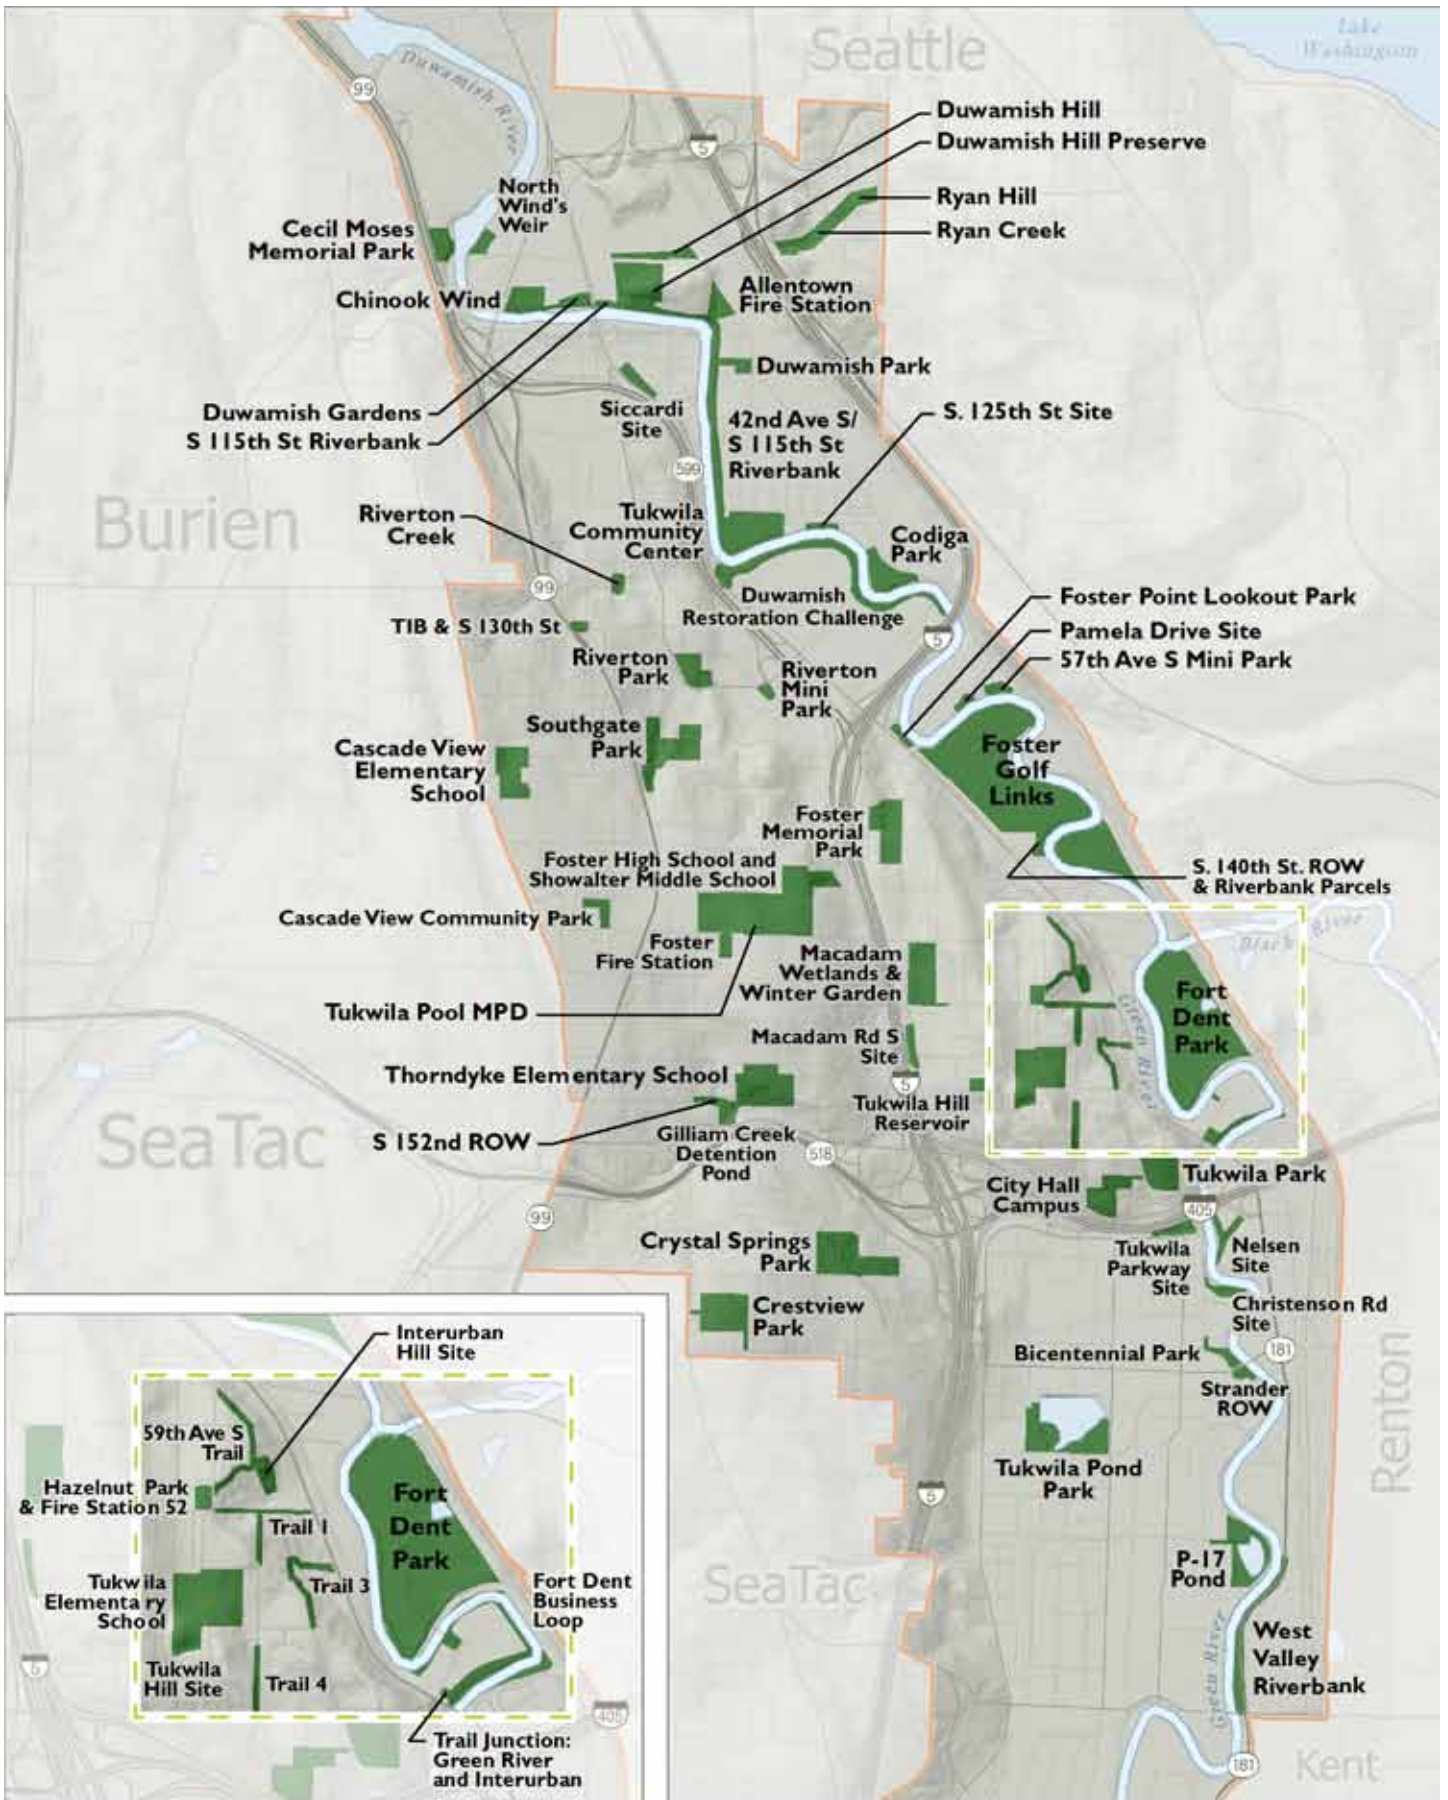 Lake
Washington
Seattle
Duwamish River
99
5
Duwamish Hill
Duwamish Hill Preserve
North
Wind's
Weir
Ryan Hill
Ryan Creek
Cecil Moses
Memorial Park
Chinook Wind
Allentown
Fire Station
Duwamish Park
Duwamish Gardens
S 115th St Riverbank
Siccardi
Site
42nd Ave S/
S 115th St
Riverbank
S. 125th St Site
599
Burien
Riverton
Creek
Tukwila
Community
Center
Codiga
Park
99
Duwamish
Restoration Challenge
Foster Point Lookout Park
TIB & S 130th St
5
Pamela Drive Site
57th Ave S Mini Park
Riverton
Park
Riverton
Mini
Park
Southgate
Park
Cascade View
Elementary
School
Foster
Golf
Links
Foster
Memorial
Park
Foster High School and
Showalter Middle School
S. 140th St. ROW
& Riverbank Parcels
Cascade View Community Park
Foster
Fire Station
Macadam
Wetlands &
Winter Garden
Black River
Tukwila Pool MPD
Green River
Fort
Dent
Park
Macadam Rd S
Site
Thorndyke Elementary School
5
Tukwila Hill
Reservoir
SeaTac
S 152nd ROW
Gilliam Creek
Detention
Pond
518
City Hall
Campus
Tukwila Park
99
405
Crystal Springs
Park
Tukwila
Parkway
Site
Nelsen
Site
Crestview
Park
Christenson Rd
Site
Bicentennial Park
181
Strander
ROW
Renton
Tukwila Pond
Park
5
P-17
Pond
SeaTac
Green River
West
Valley
Riverbank
Kent
181
Interurban
Hill Site
59th Ave S
Trail
Hazelnut Park
& Fire Station 52
Trail 1
Fort
Dent
Park
Tukwila
Elementary
School
Trail 3
Fort Dent
Business
Loop
5
Tukwila
Hill Site
Trail 4
405
Trail Junction:
Green River
and Interurban